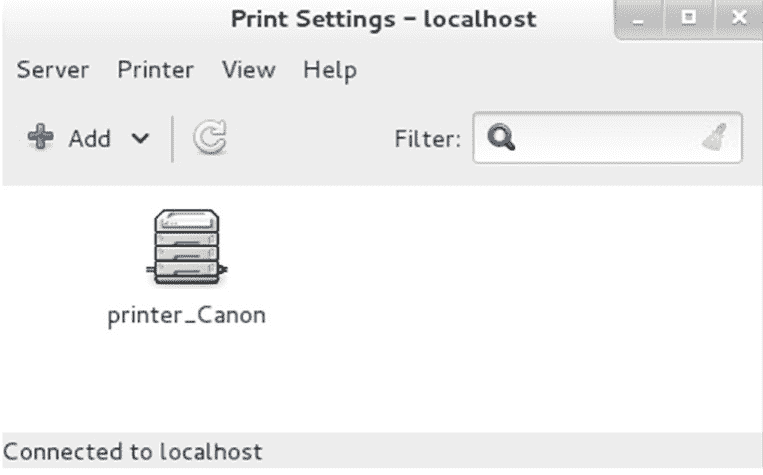 Print Settings - localhost
Server Printer View Help
Add Filter:
printer_Canon
Connected to localhost